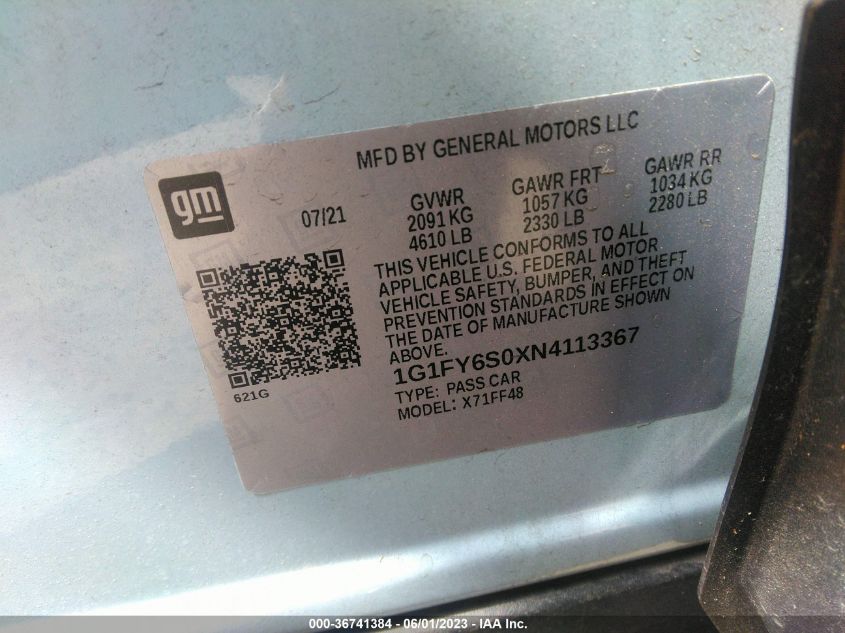 MFD BY GENERAL MOTORS LLC
gm
07/21
GVWR
2091 KG
4610 LB
GAWR FRT
1057 KG
2330 LB
GAWR RR
1034 KG
2280 LB
THIS VEHICLE CONFORMS TO ALL
APPLICABLE U.S. FEDERAL MOTOR
VEHICLE SAFETY, BUMPER, AND THEFT
PREVENTION STANDARDS IN EFFECT ON
THE DATE OF MANUFACTURE SHOWN
ABOVE.
1G1FY6S0XN4113367
TYPE: PASS CAR
MODEL: X71FF48
621G
000-36741384 - 06/01/2023 - IAA Inc.